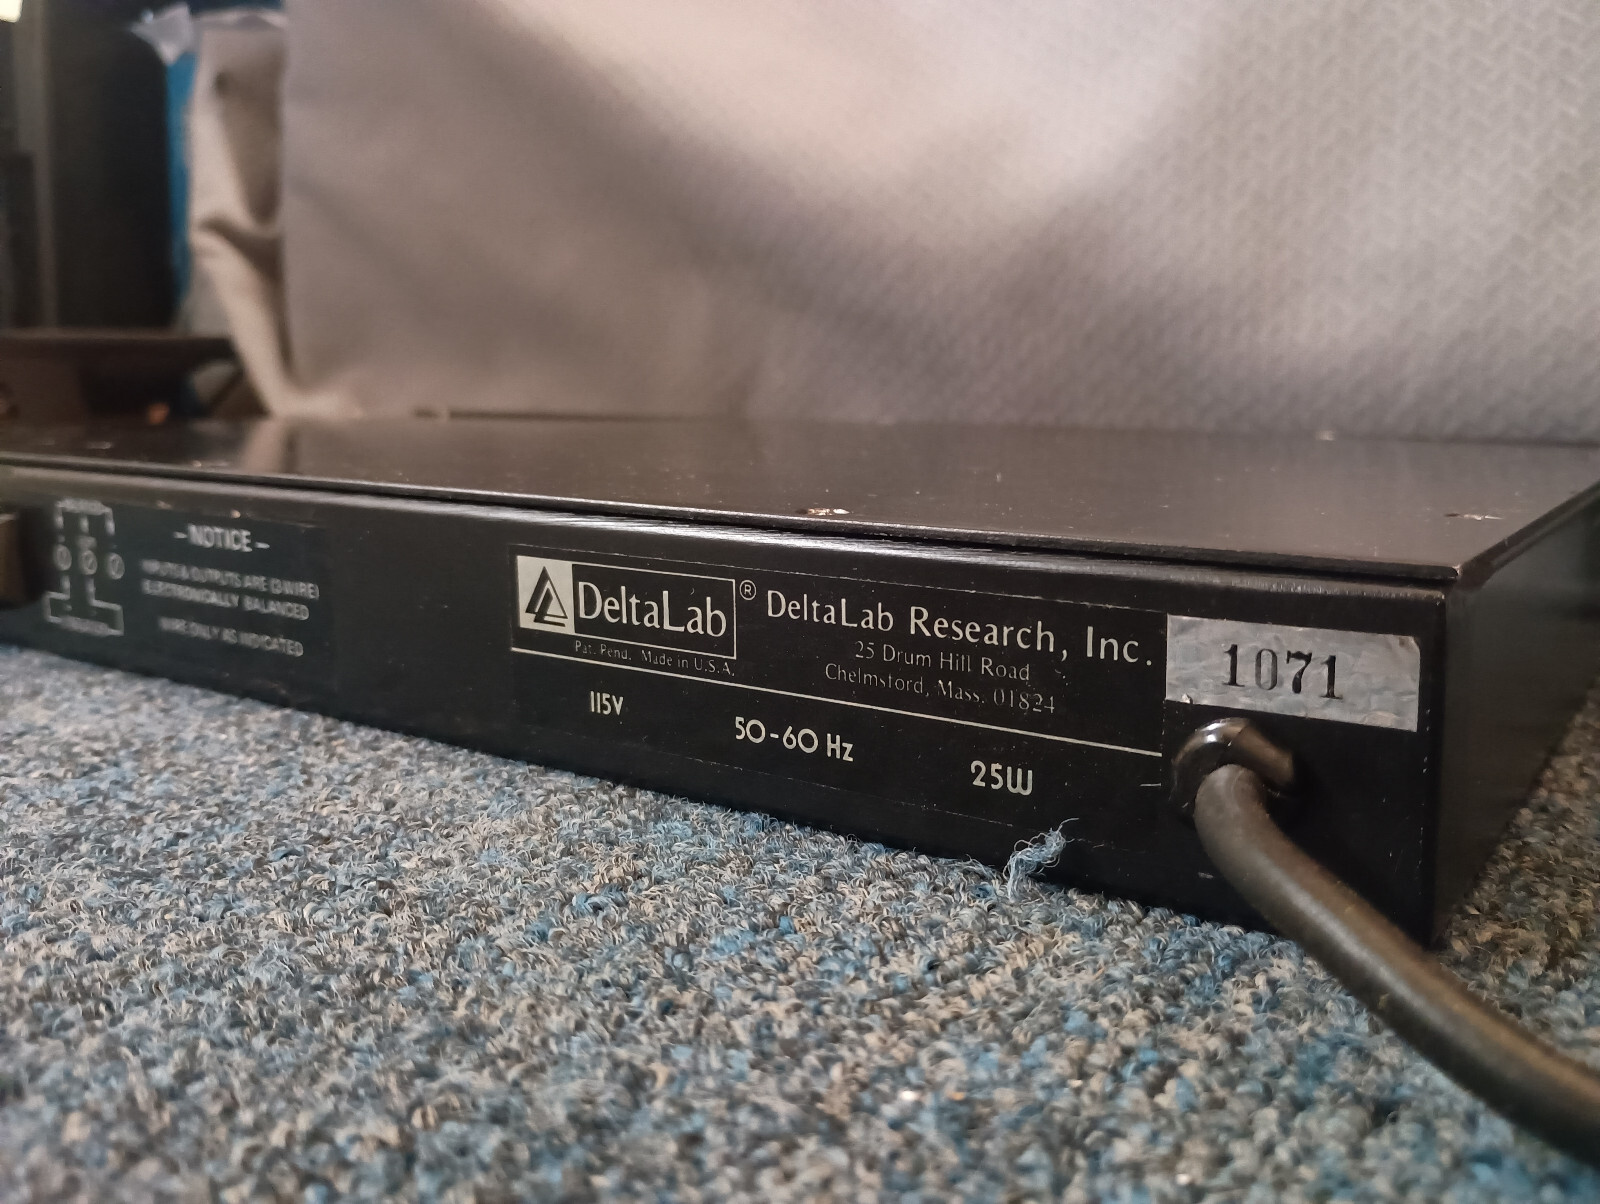 -NOTICE-
INPUTS & OUTPUTS ARE (3-WIRE)
ELECTRONICALLY BALANCED
WIRE ONLY AS INDICATED
DeltaLab®
Pat. Pend. Made in U.S.A.
DeltaLab Research, Inc.
25 Drum Hill Road
Chelmsford, Mass. 01824
115V 50-60 Hz 25W
1071